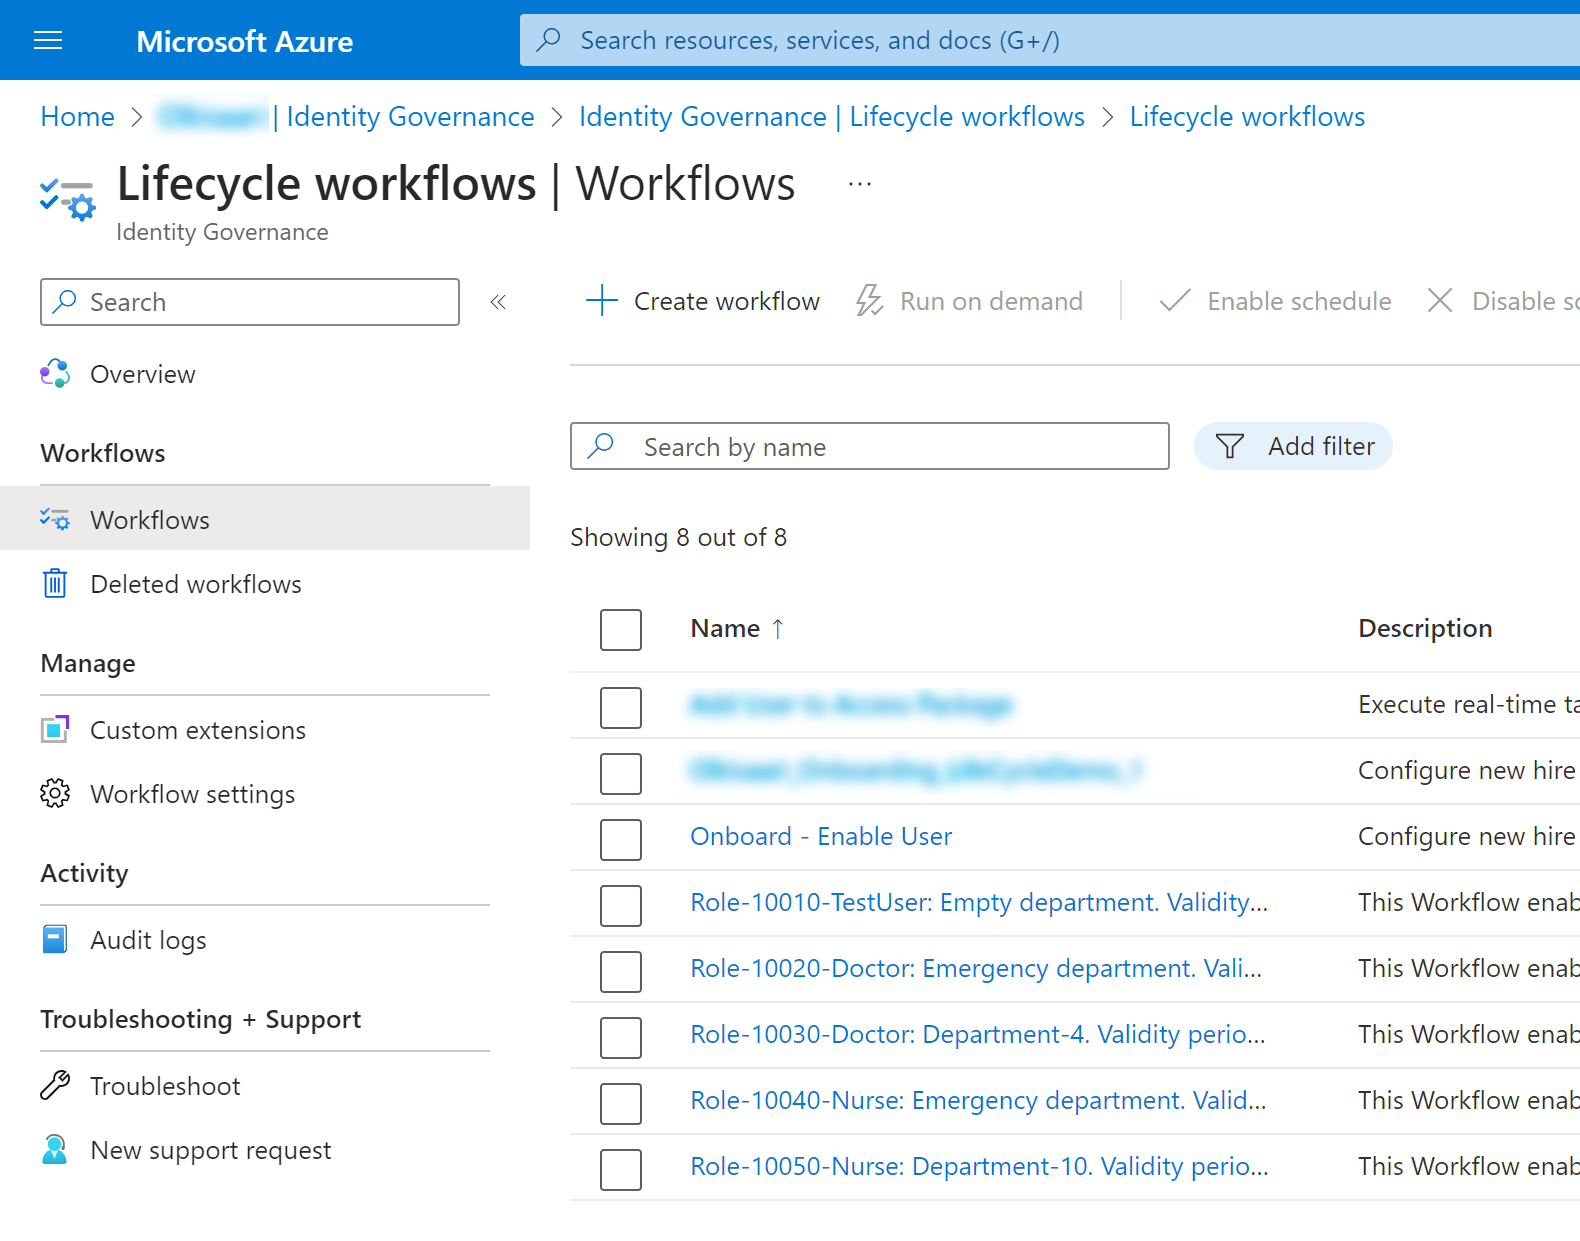 Microsoft Azure
Search resources, services, and docs (G+/)
Home > | Identity Governance > Identity Governance | Lifecycle workflows > Lifecycle workflows
Lifecycle workflows | Workflows ...
Identity Governance
Search «
Create workflow Run on demand Enable schedule Disable sc
Overview
Workflows
Workflows
Deleted workflows
Manage
Custom extensions
Workflow settings
Activity
Audit logs
Troubleshooting + Support
Troubleshoot
New support request
Search by name Add filter
Showing 8 out of 8
Name ↑ Description
Add User to Access Package Execute real-time ta
Configure new hire
Onboard - Enable User Configure new hire
Role-10010-TestUser: Empty department. Validity... This Workflow enab
Role-10020-Doctor: Emergency department. Vali... This Workflow enab
Role-10030-Doctor: Department-4. Validity perio... This Workflow enab
Role-10040-Nurse: Emergency department. Valid... This Workflow enab
Role-10050-Nurse: Department-10. Validity perio... This Workflow enab